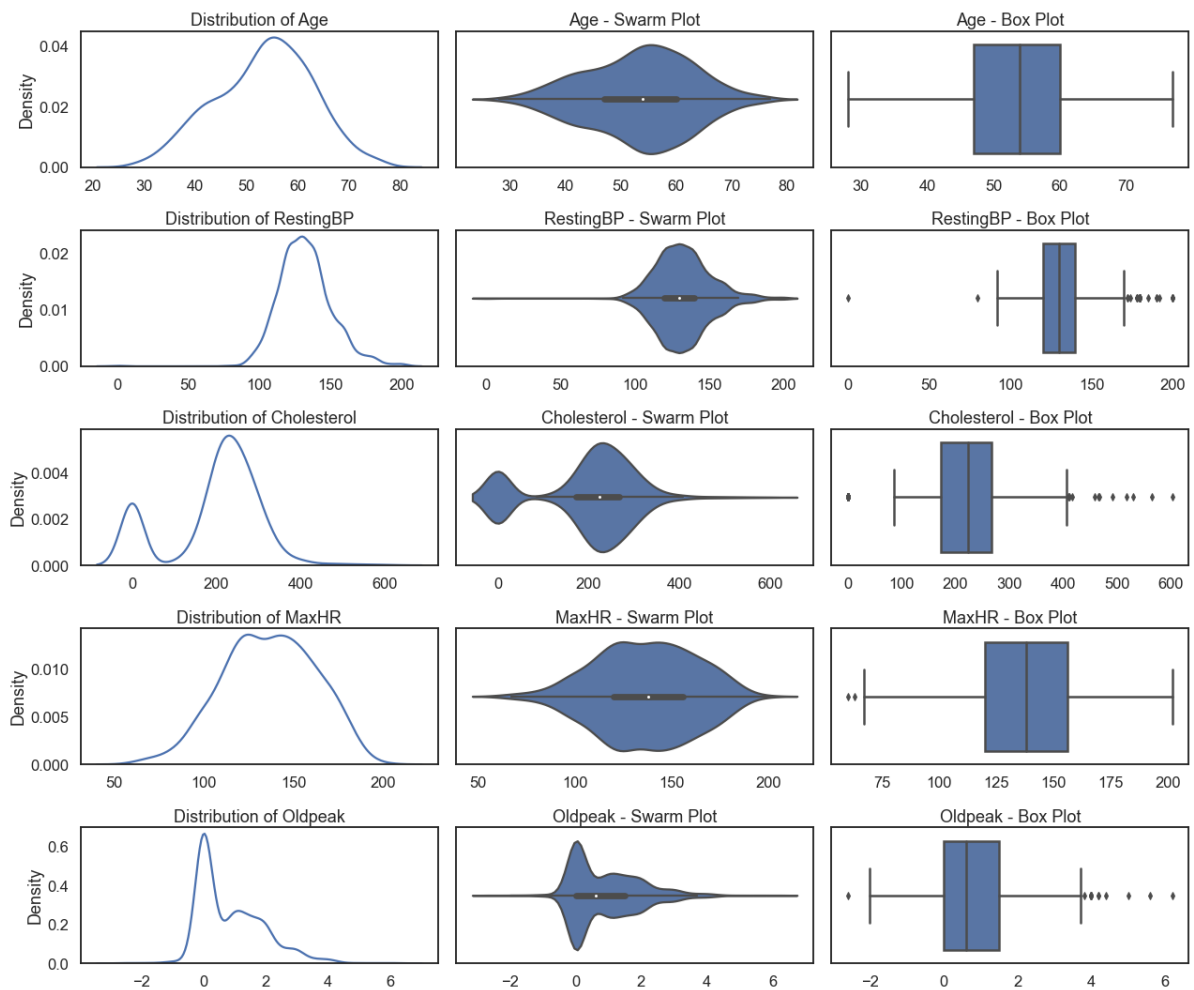 Distribution of Age
Age - Swarm Plot
Age - Box Plot
Density
0.04
0.02
0.00
20 30 40 50 60 70 80
30 40 50 60 70 80
30 40 50 60 70
Distribution of RestingBP
RestingBP - Swarm Plot
RestingBP - Box Plot
Density
0.02
0.01
0.00
0 50 100 150 200
0 50 100 150 200
0 50 100 150 200
Distribution of Cholesterol
Cholesterol - Swarm Plot
Cholesterol - Box Plot
Density
0.004
0.002
0.000
0 200 400 600
0 200 400 600
0 100 200 300 400 500 600
Distribution of MaxHR
MaxHR - Swarm Plot
MaxHR - Box Plot
Density
0.010
0.005
0.000
50 100 150 200
50 100 150 200
75 100 125 150 175 200
Distribution of Oldpeak
Oldpeak - Swarm Plot
Oldpeak - Box Plot
Density
0.6
0.4
0.2
0.0
−2 0 2 4 6
−2 0 2 4 6
−2 0 2 4 6